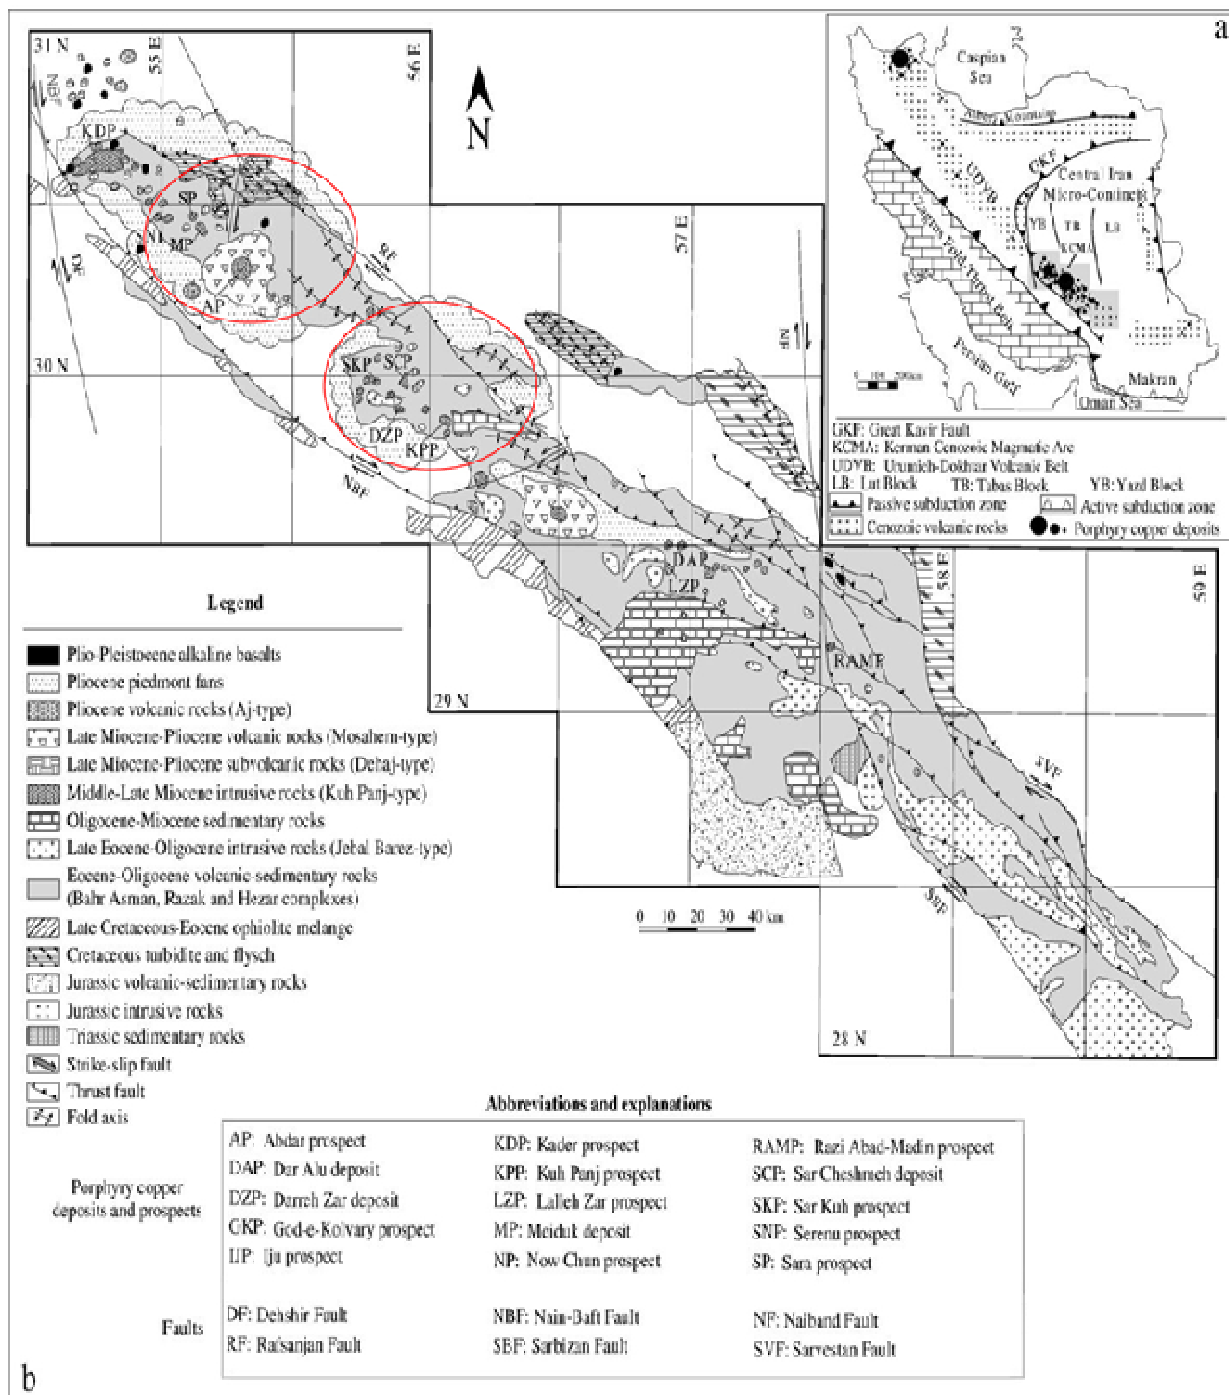 a
31 N
55 E
56 E
N
NBF
KDP
SP
MP
AP
DF
RF
57 E
30 N
SKP
SCP
DZP
KPP
NBF
NF
DAP
LZP
58 E
59 E
RAMP
29 N
SVF
SBF
28 N
0 10 20 30 40 km
Caspian
Sea
GKF
Central Iran
UDVB
YB
TB
LB
KCMA
Zagros Fold Thrust Belt
Persian Gulf
Makran
Oman Sea
GKF: Great Kavir Fault
KCMA: Kerman Cenozoic Magmatic Arc
UDVB: Urumieh-Dokhtar Volcanic Belt
LB: Lut Block TB: Tabas Block YB: Yazd Block
Passive subduction zone Active subduction zone
Cenozoic volcanic rocks Porphyry copper deposits
Legend
Plio-Pleistocene alkaline basalts
Pliocene piedmont fans
Pliocene volcanic rocks (Aj-type)
Late Miocene-Pliocene volcanic rocks (Mosahem-type)
Late Miocene-Pliocene subvolcanic rocks (Dehaj-type)
Middle-Late Miocene intrusive rocks (Kuh Panj-type)
Oligocene-Miocene sedimentary rocks
Late Eocene-Oligocene intrusive rocks (Jebal Barez-type)
Eocene-Oligocene volcanic-sedimentary rocks
(Bahr Asman, Razak and Hezar complexes)
Late Cretaceous-Eocene ophiolite melange
Cretaceous turbidite and flysch
Jurassic volcanic-sedimentary rocks
Jurassic intrusive rocks
Triassic sedimentary rocks
Strike-slip fault
Thrust fault
Fold axis
Abbreviations and explanations
Porphyry copper
deposits and prospects
AP: Abdar prospect KDP: Kader prospect RAMP: Razi Abad-Madin prospect
DAP: Dar Alu deposit KPP: Kuh Panj prospect SCP: Sar Cheshmeh deposit
DZP: Darreh Zar deposit LZP: Lalleh Zar prospect SKP: Sar Kuh prospect
GKP: God-e-Kolvary prospect MP: Meiduk deposit SNP: Serenu prospect
IJP: Iju prospect NP: Now Chun prospect SP: Sara prospect
Faults
DF: Dehshir Fault NBF: Nain-Baft Fault NF: Naiband Fault
RF: Rafsanjan Fault SBF: Sarbizan Fault SVF: Sarvestan Fault
b